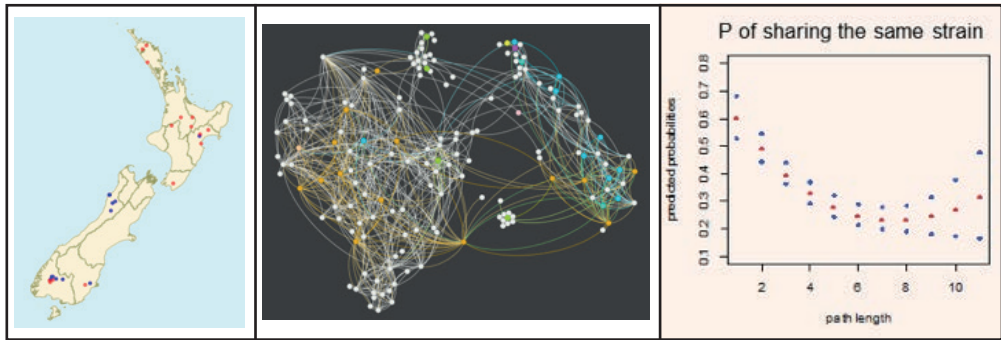 P of sharing the same strain
predicted probabilities
0.8
0.7
0.6
0.5
0.4
0.3
0.2
0.1
2 4 6 8 10
path length